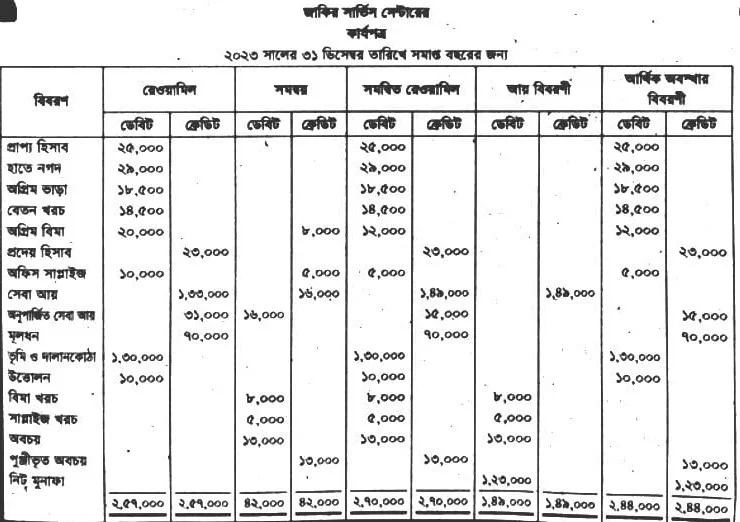 জাকির সার্ভিস সেন্টারের
কার্যপত্র
২০২৩ সালের ৩১ ডিসেম্বর তারিখে সমাপ্ত বছরের জন্য
বিবরণ রেওয়ামিল সমন্বয় সমন্বিত রেওয়ামিল আয় বিবরণী আর্থিক অবস্থার বিবরণী
ডেবিট ক্রেডিট ডেবিট ক্রেডিট ডেবিট ক্রেডিট ডেবিট ক্রেডিট ডেবিট ক্রেডিট
প্রাপ্য হিসাব ২৫,০০০ ২৫,০০০ ২৫,০০০
হাতে নগদ ২৯,০০০ ২৯,০০০ ২৯,০০০
অগ্রিম ভাড়া ১৮,৫০০ ১৮,৫০০ ১৮,৫০০
বেতন খরচ ১৪,৫০০ ১৪,৫০০ ১৪,৫০০
অগ্রিম বিমা ২০,০০০ ৮,০০০ ১২,০০০ ১২,০০০
প্রদেয় হিসাব ২৩,০০০ ২৩,০০০ ২৩,০০০
অফিস সাপ্লাইজ ১০,০০০ ৫,০০০ ৫,০০০ ৫,০০০
সেবা আয় ১,৩৩,০০০ ১৬,০০০ ১,৪৯,০০০ ১,৪৯,০০০
অনুপার্জিত সেবা আয় ৩১,০০০ ১৬,০০০ ১৫,০০০ ১৫,০০০
মূলধন ৭০,০০০ ৭০,০০০ ৭০,০০০
ভূমি ও দালানকোঠা ১,৩০,০০০ ১,৩০,০০০ ১,৩০,০০০
উত্তোলন ১০,০০০ ১০,০০০ ১০,০০০
বিমা খরচ ৮,০০০ ৮,০০০ ৮,০০০
সাপ্লাইজ খরচ ৫,০০০ ৫,০০০ ৫,০০০
অবচয় ১৩,০০০ ১৩,০০০ ১৩,০০০
পুঞ্জীভূত অবচয় ১৩,০০০ ১৩,০০০ ১৩,০০০
নিট মুনাফা ১,২৩,০০০ ১,২৩,০০০
২,৫৭,০০০ ২,৫৭,০০০ ৪২,০০০ ৪২,০০০ ২,৭০,০০০ ২,৭০,০০০ ১,৪৯,০০০ ১,৪৯,০০০ ২,৪৪,০০০ ২,৪৪,০০০